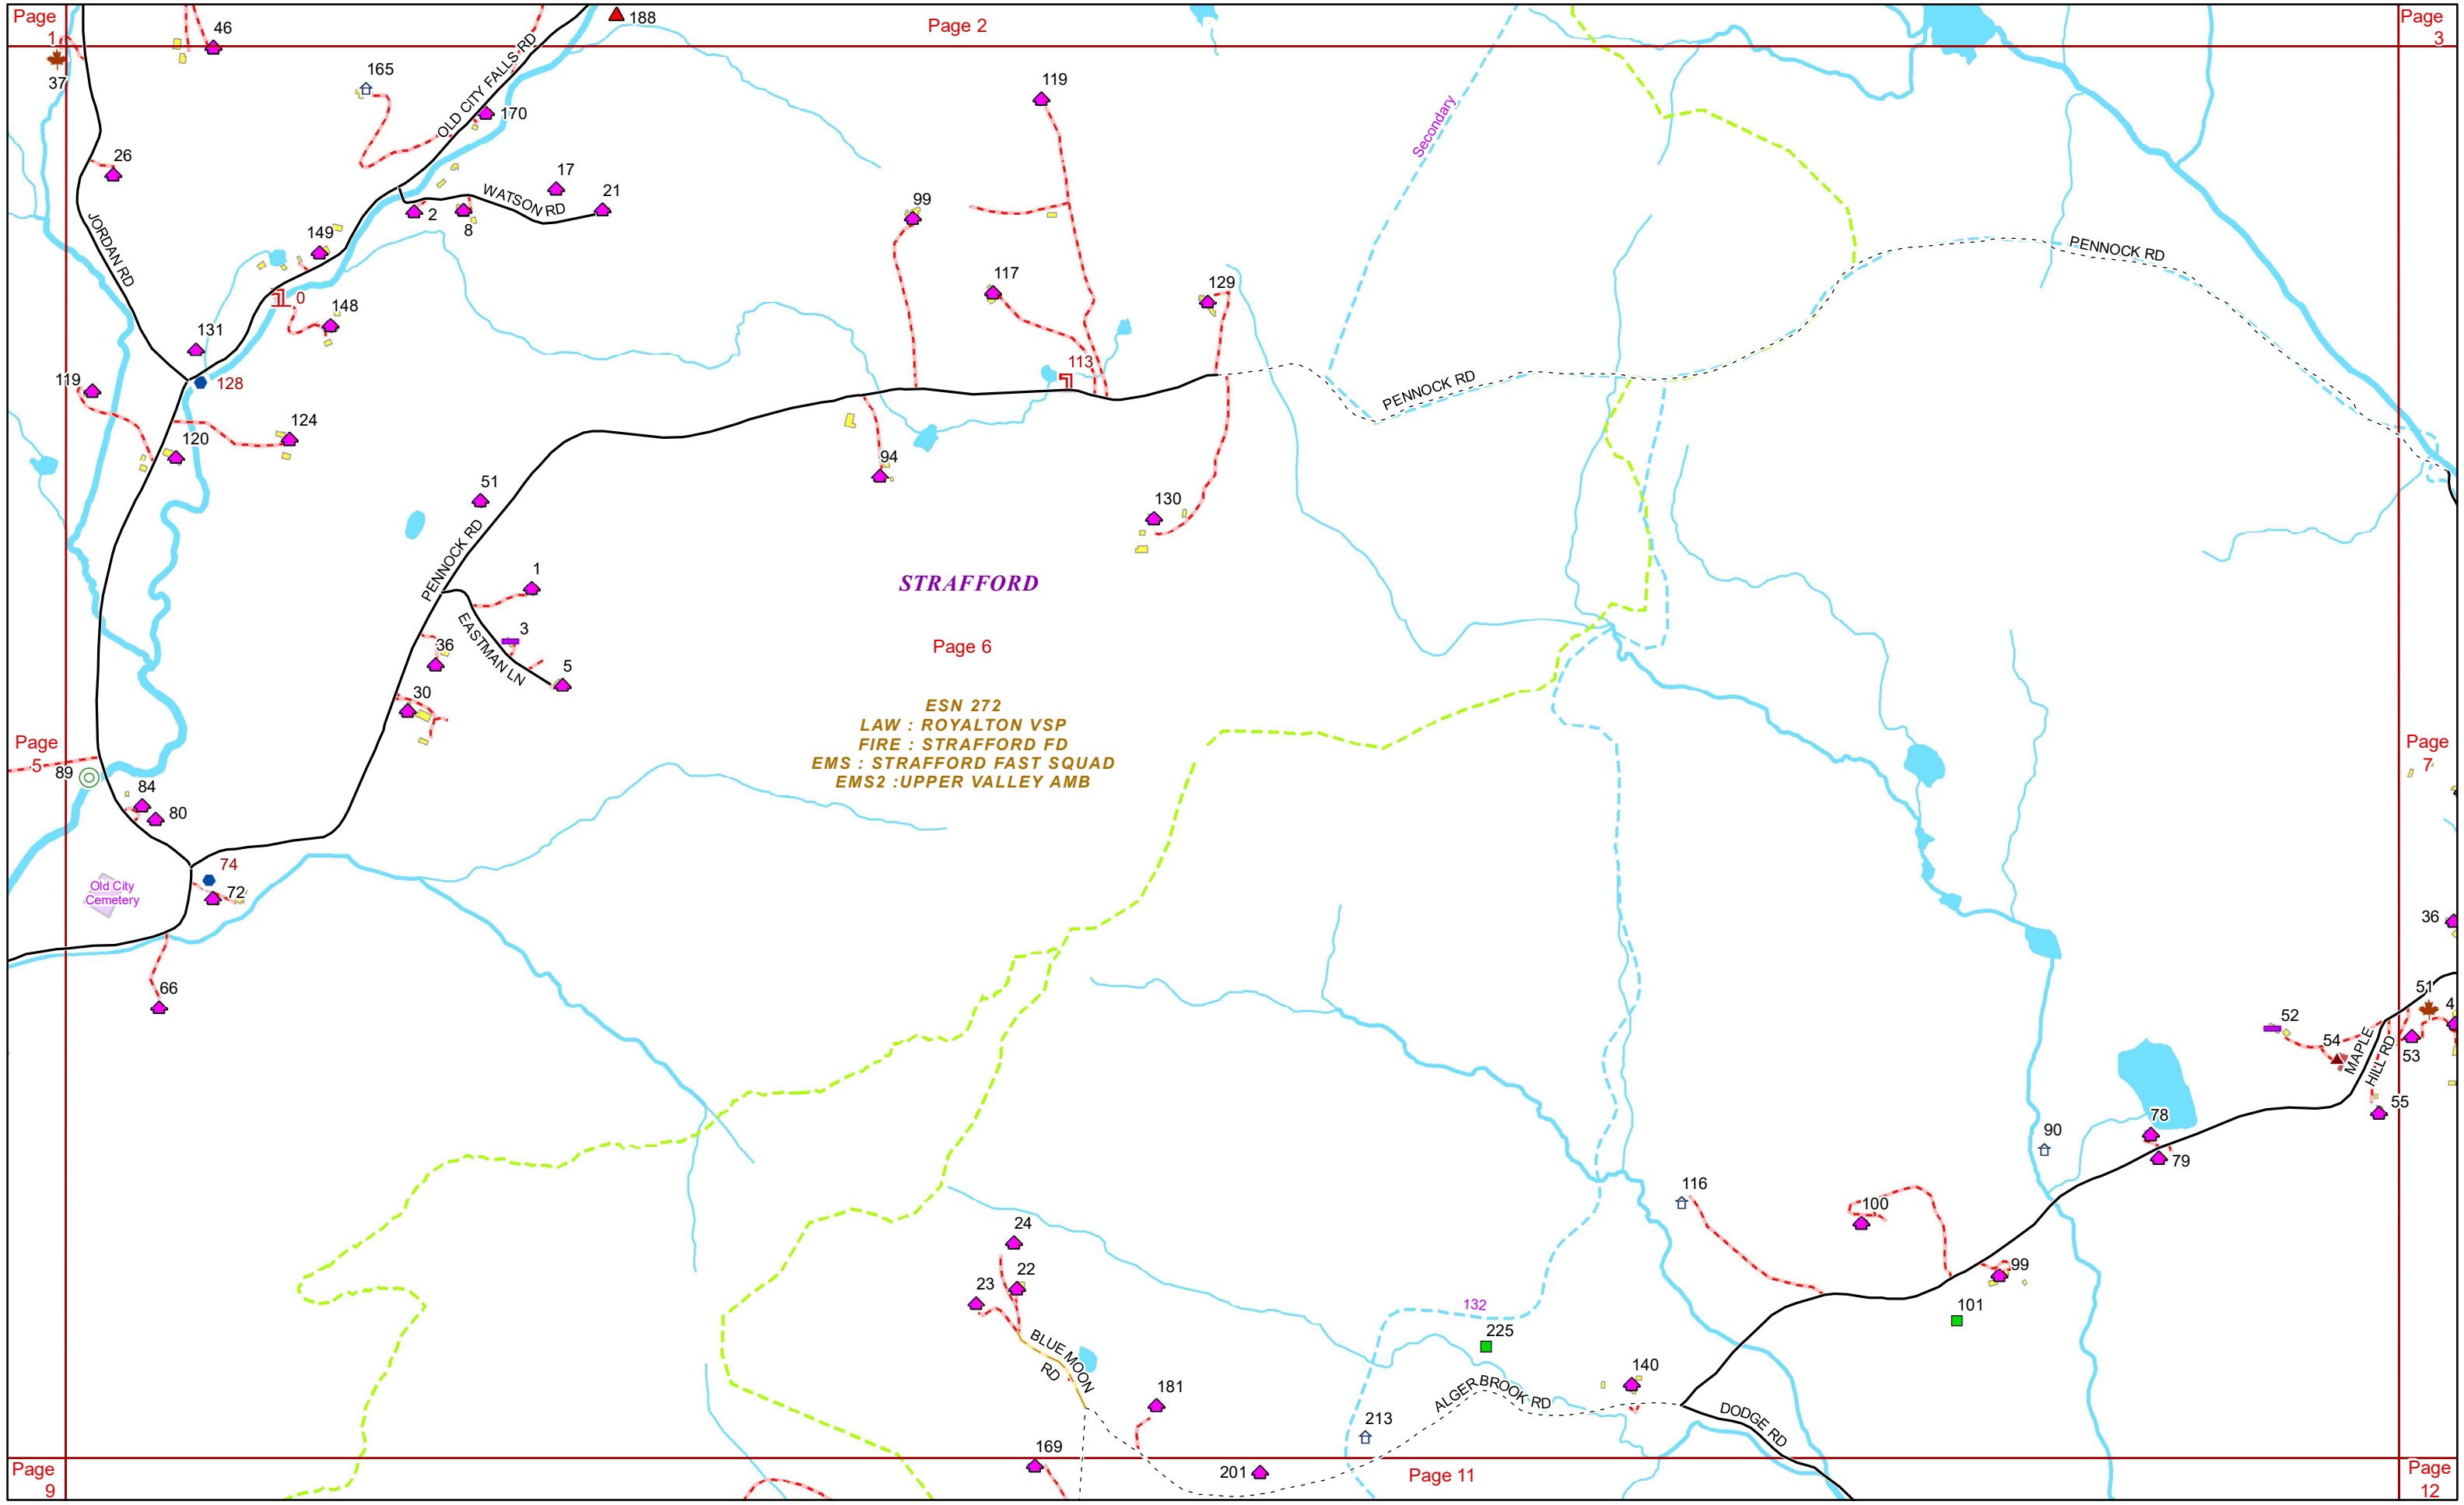 Page
1
Page 2
Page
3
188
46
37
165
OLD CITY FALLS RD
170
119
Secondary
26
17
21
WATSON RD
2
8
99
JORDAN RD
149
0
148
117
129
PENNOCK RD
131
128
119
113
PENNOCK RD
124
120
94
51
130
PENNOCK RD
1
STRAFFORD
3
EASTMAN LN
36
5
Page 6
30
ESN 272
LAW : ROYALTON VSP
FIRE : STRAFFORD FD
EMS : STRAFFORD FAST SQUAD
EMS2 :UPPER VALLEY AMB
Page
5
89
Page
7
84
80
74
72
Old City
Cemetery
36
66
51
4
52
54
MAPLE
HILL RD
53
55
78
79
90
116
100
24
22
23
99
101
132
225
BLUE MOON
RD
181
140
ALGER BROOK RD
DODGE RD
213
169
201
Page
9
Page 11
Page
12